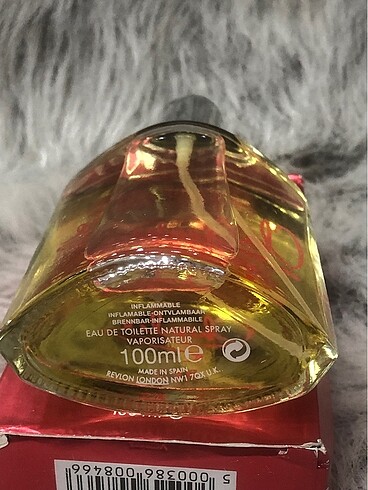 INFLAMMABLE
INFLAMABLE-ONTVLAMBAAR
BRENNBAR-INFLAMMABILE
EAU DE TOILETTE NATURAL SPRAY
VAPORISATEUR
100ml e
MADE IN SPAIN
REVLON LONDON NW1 7QX U.K.
5 000386 008466